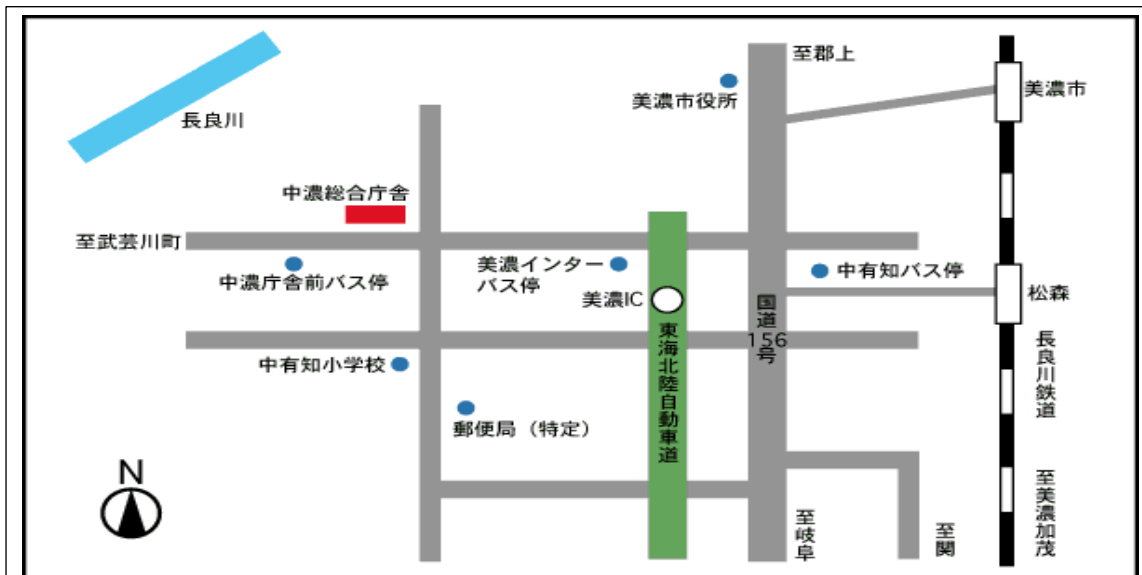 至郡上
美濃市
美濃市役所
長良川
中濃総合庁舎
至武芸川町
中濃庁舎前バス停
美濃インター
バス停
中有知バス停
美濃IC
松森
国道156号
東海北陸自動車道
長良川鉄道
中有知小学校
郵便局（特定）
N
至岐阜
至関
至美濃加茂